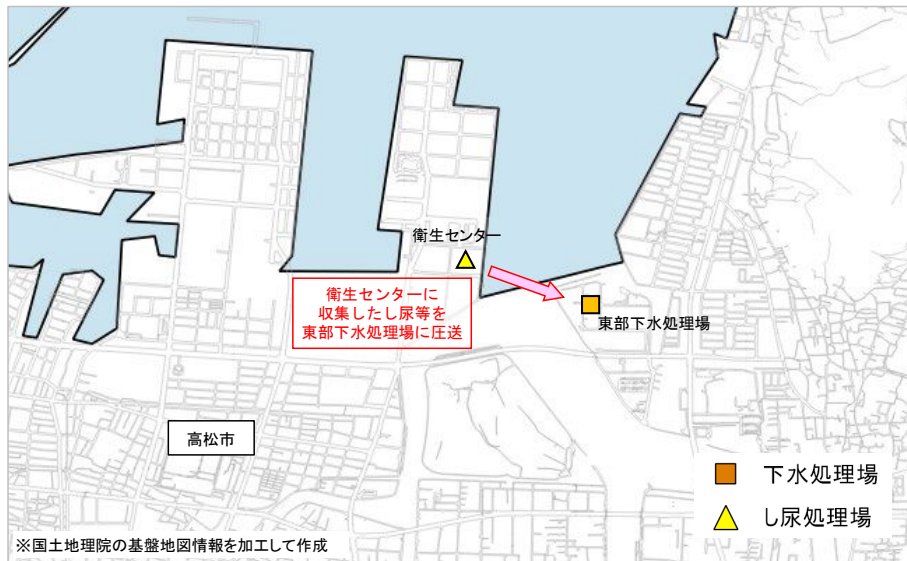 衛生センター
衛生センターに
収集したし尿等を
東部下水処理場に圧送
東部下水処理場
高松市
下水処理場
し尿処理場
※国土地理院の基盤地図情報を加工して作成